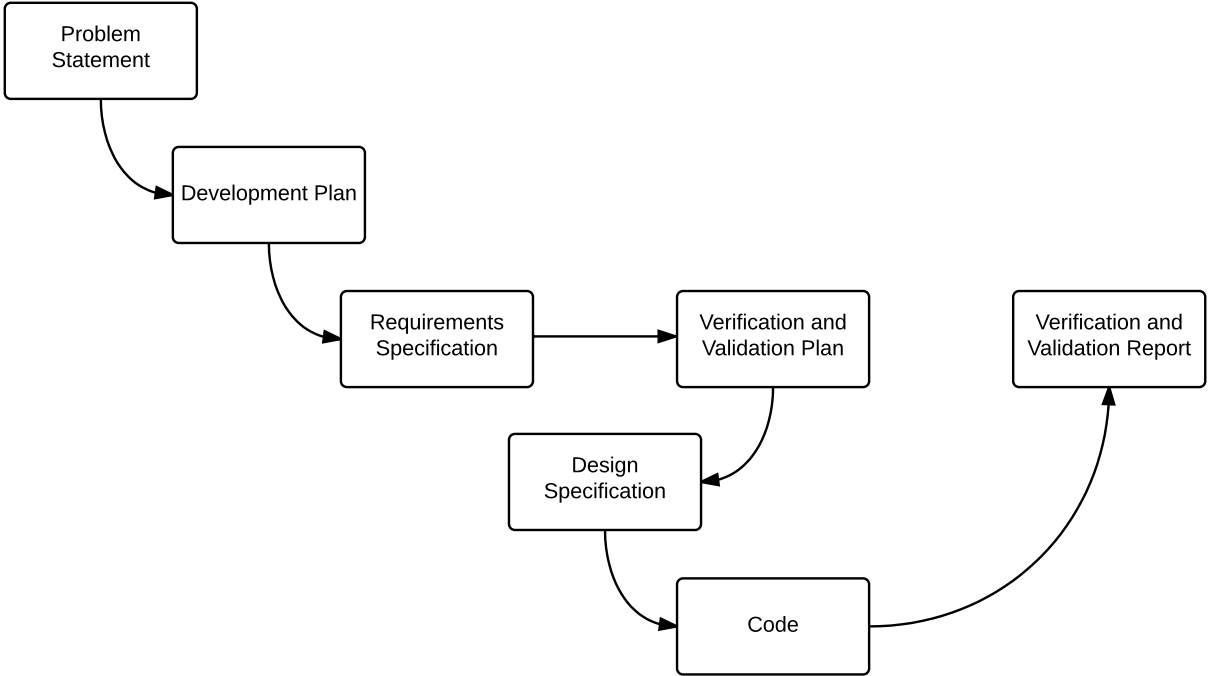 Problem
Statement
Development Plan
Requirements
Specification
Verification and
Validation Plan
Verification and
Validation Report
Design
Specification
Code